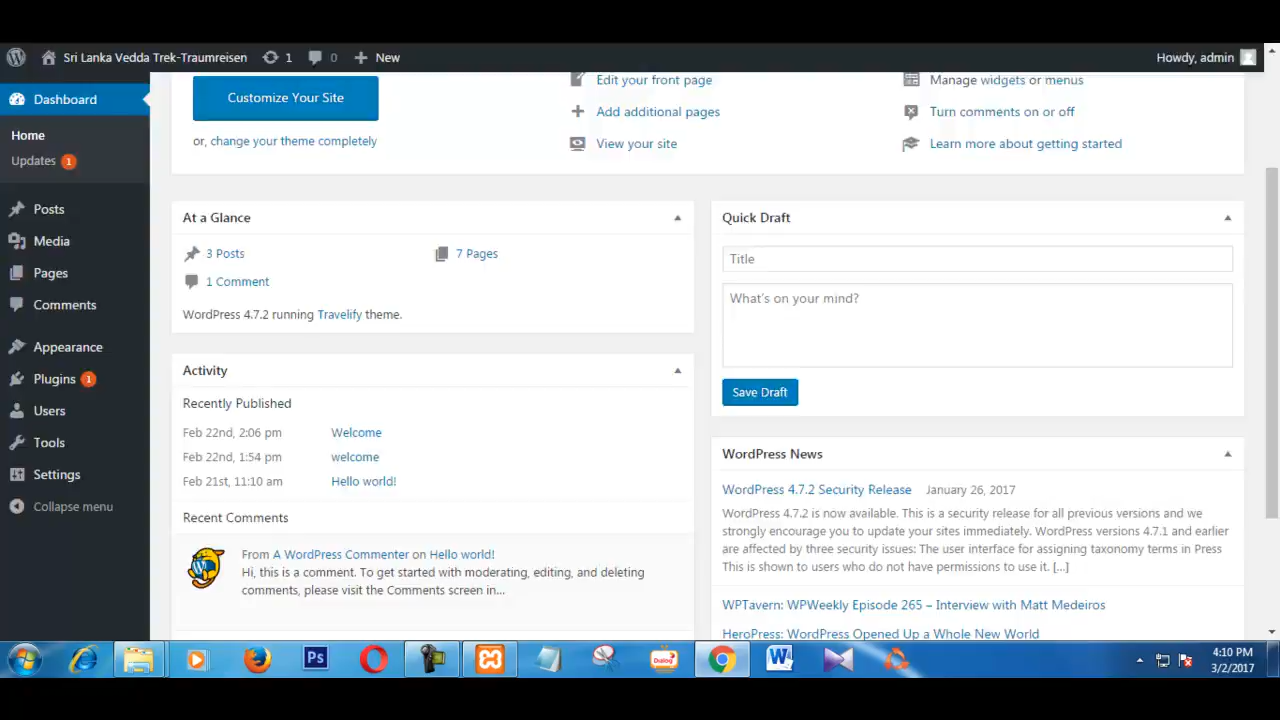 Sri Lanka Vedda Trek-Traumreisen 1 0 New Howdy, admin
Dashboard
Home
Updates 1
Posts
Media
Pages
Comments
Appearance
Plugins 1
Users
Tools
Settings
Collapse menu
Customize Your Site
or, change your theme completely
Edit your front page
Add additional pages
View your site
Manage widgets or menus
Turn comments on or off
Learn more about getting started
At a Glance
3 Posts 7 Pages
1 Comment
WordPress 4.7.2 running Travelify theme.
Activity
Recently Published
Feb 22nd, 2:06 pm Welcome
Feb 22nd, 1:54 pm welcome
Feb 21st, 11:10 am Hello world!
Recent Comments
From A WordPress Commenter on Hello world!
Hi, this is a comment. To get started with moderating, editing, and deleting
comments, please visit the Comments screen in...
Quick Draft
Title
What's on your mind?
Save Draft
WordPress News
WordPress 4.7.2 Security Release January 26, 2017
WordPress 4.7.2 is now available. This is a security release for all previous versions and we
strongly encourage you to update your sites immediately. WordPress versions 4.7.1 and earlier
are affected by three security issues: The user interface for assigning taxonomy terms in Press
This is shown to users who do not have permissions to use it. [...]
WPTavern: WPWeekly Episode 265 – Interview with Matt Medeiros
HeroPress: WordPress Opened Up a Whole New World
Ps
Dialog
W
4:10 PM
3/2/2017